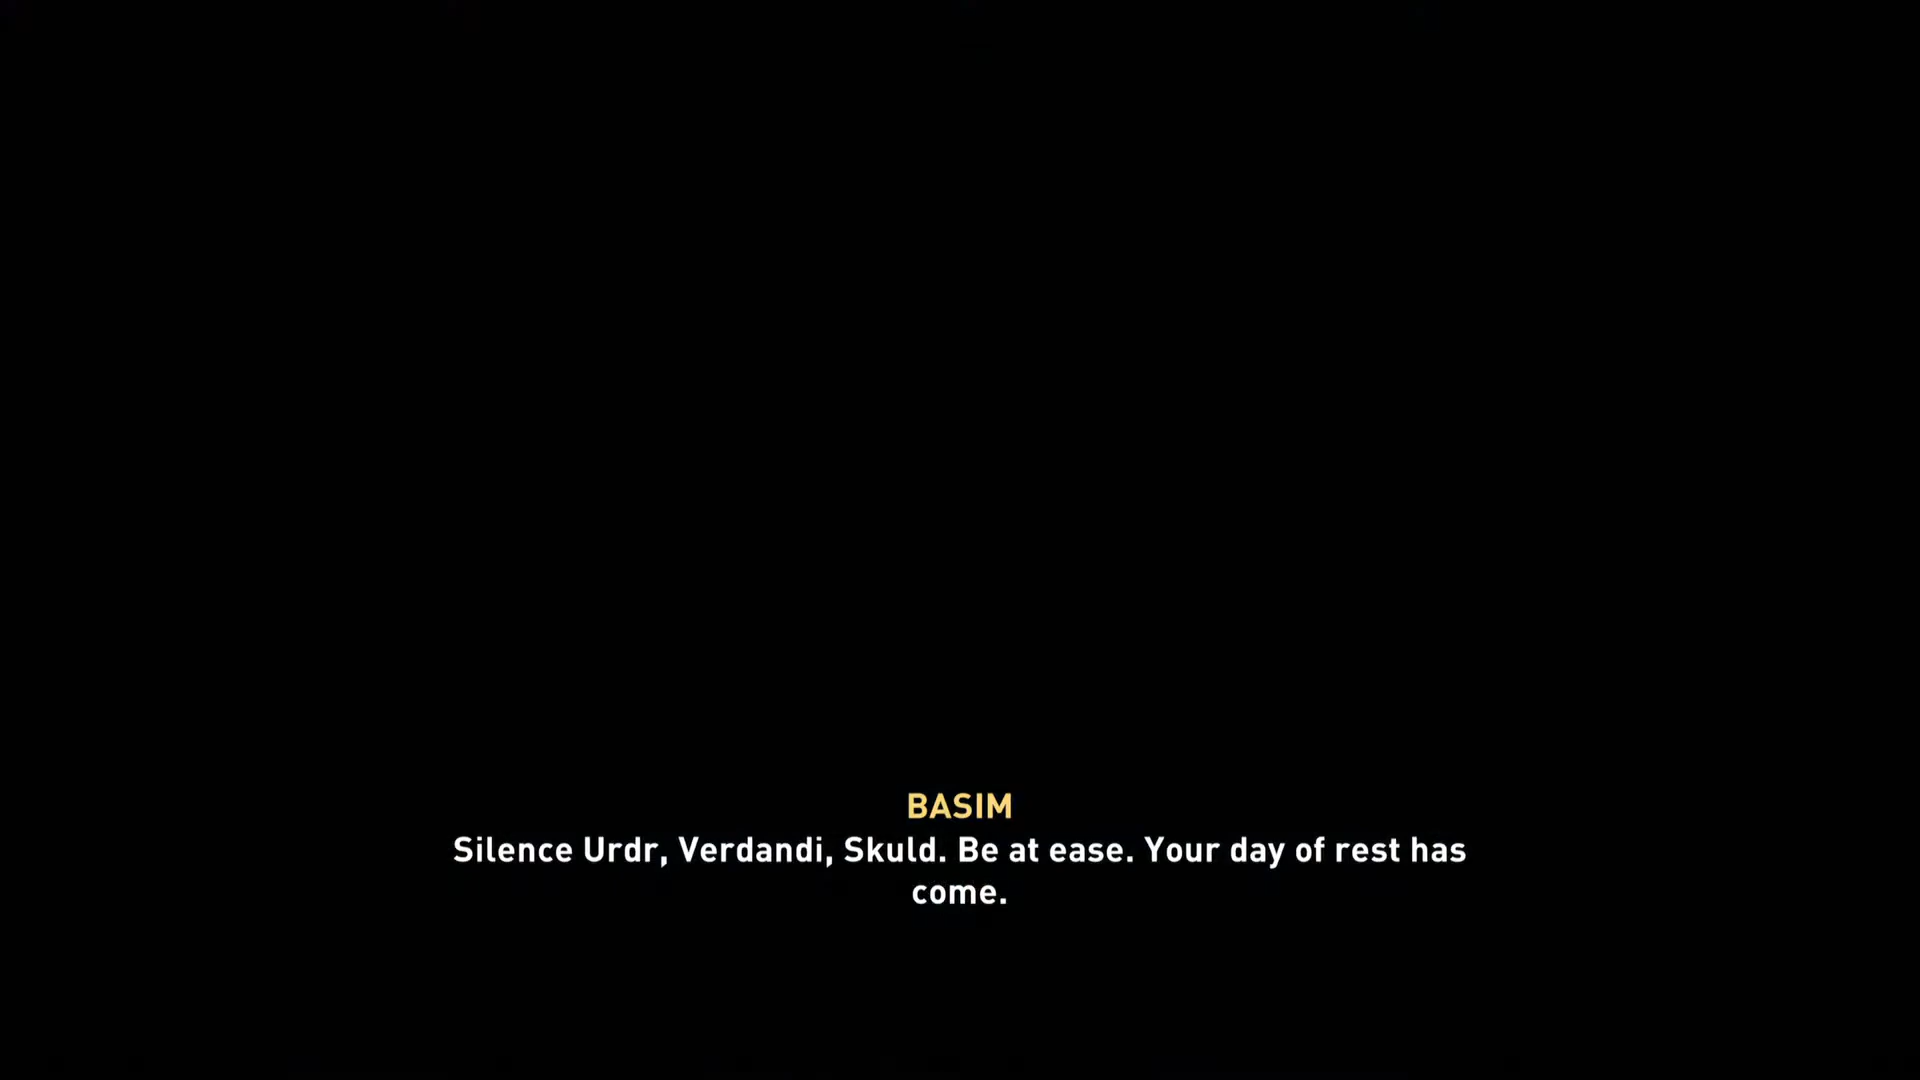 BASIM
Silence Urdr, Verdandi, Skuld. Be at ease. Your day of rest has
come.